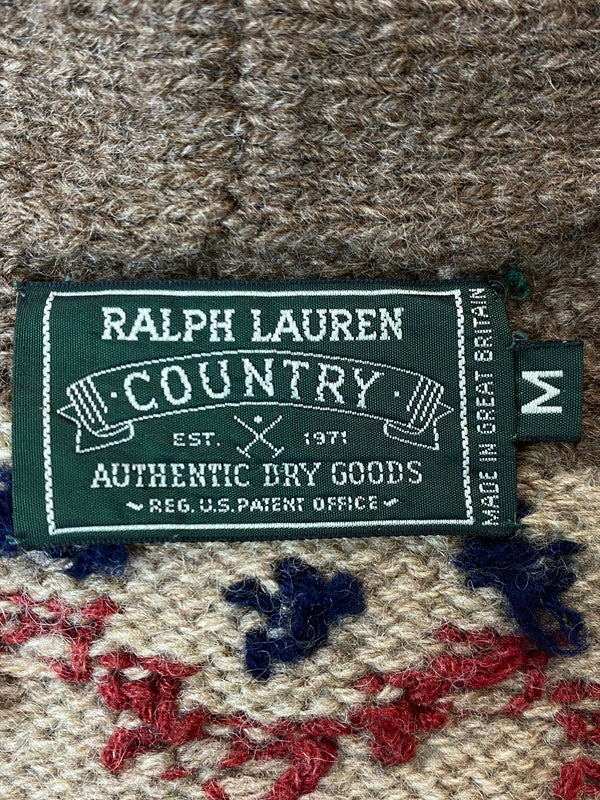 RALPH LAUREN
COUNTRY
EST. 1971
AUTHENTIC DRY GOODS
REG. U.S. PATENT OFFICE
MADE IN GREAT BRITAIN
M